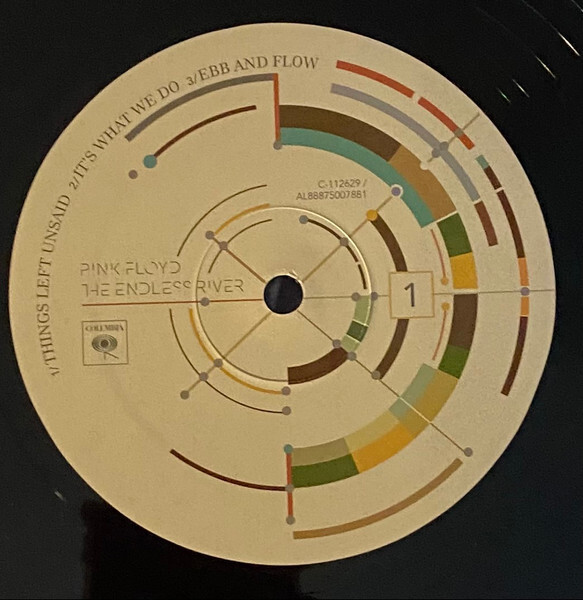 1/THINGS LEFT UNSAID 2/IT'S WHAT WE DO 3/EBB AND FLOW
C-112629 /
AL88875007881
PINK FLOYD
THE ENDLESS RIVER
1
COLUMBIA